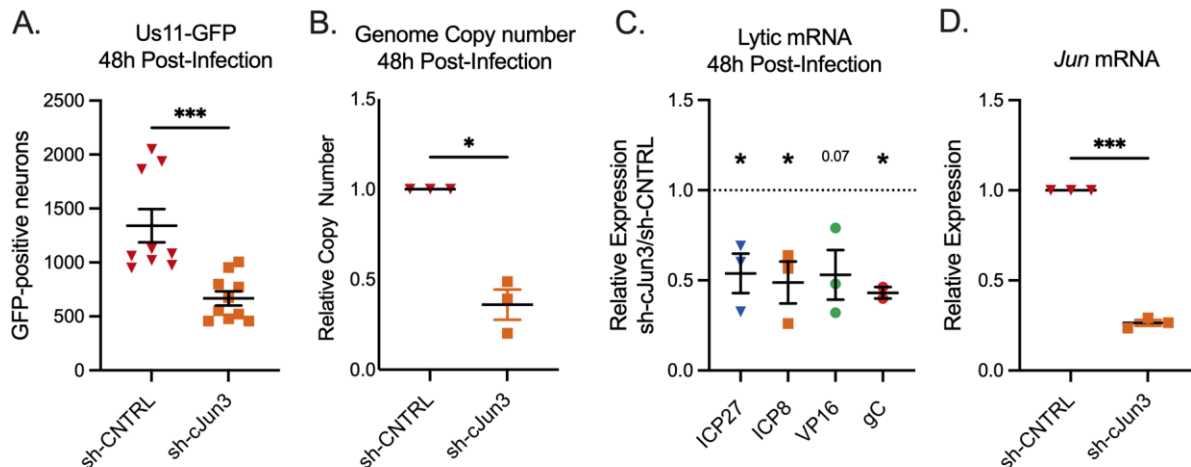 A.
Us11-GFP
48h Post-Infection
GFP-positive neurons
2500
2000
1500
1000
500
0
***
sh-CNTRL
sh-cJun3
B.
Genome Copy number
48h Post-Infection
Relative Copy Number
1.5
1.0
0.5
0.0
*
sh-CNTRL
sh-cJun3
C.
Lytic mRNA
48h Post-Infection
Relative Expression
sh-cJun3/sh-CNTRL
1.5
1.0
0.5
0.0
* * 0.07 *
ICP27
ICP8
VP16
gC
D.
Jun mRNA
Relative Expression
1.5
1.0
0.5
0.0
***
sh-CNTRL
sh-cJun3